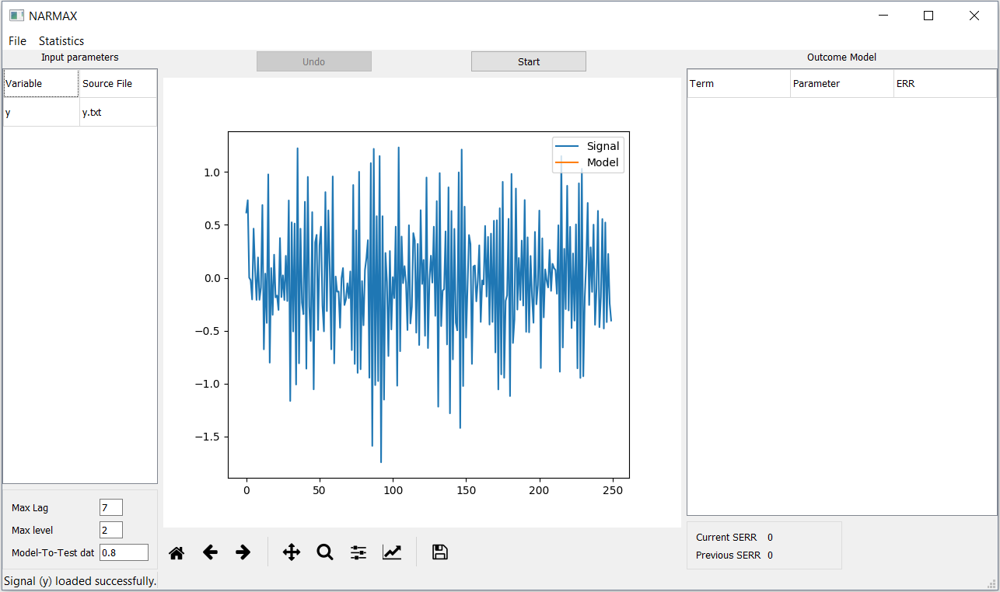 NARMAX
File Statistics
Input parameters
Undo
Start
Outcome Model
Variable Source File
y y.txt
Term Parameter ERR
Signal
Model
1.0
0.5
0.0
−0.5
−1.0
−1.5
0 50 100 150 200 250
Max Lag 7
Max level 2
Model-To-Test dat 0.8
Current SERR 0
Previous SERR 0
Signal (y) loaded successfully.